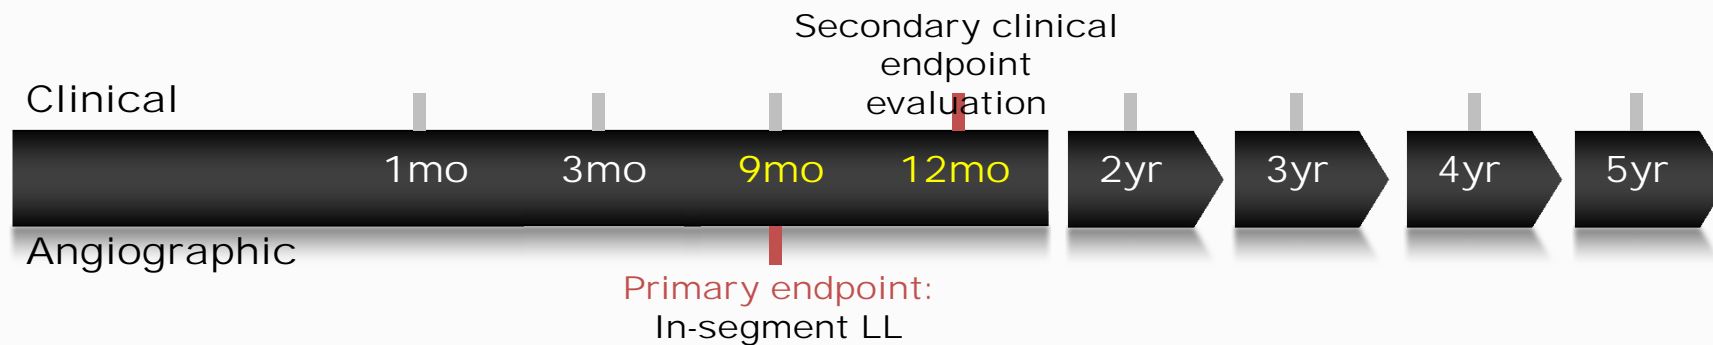 Secondary clinical
endpoint
evaluation
Clinical
1mo 3mo 9mo 12mo 2yr 3yr 4yr 5yr
Angiographic
Primary endpoint:
In-segment LL